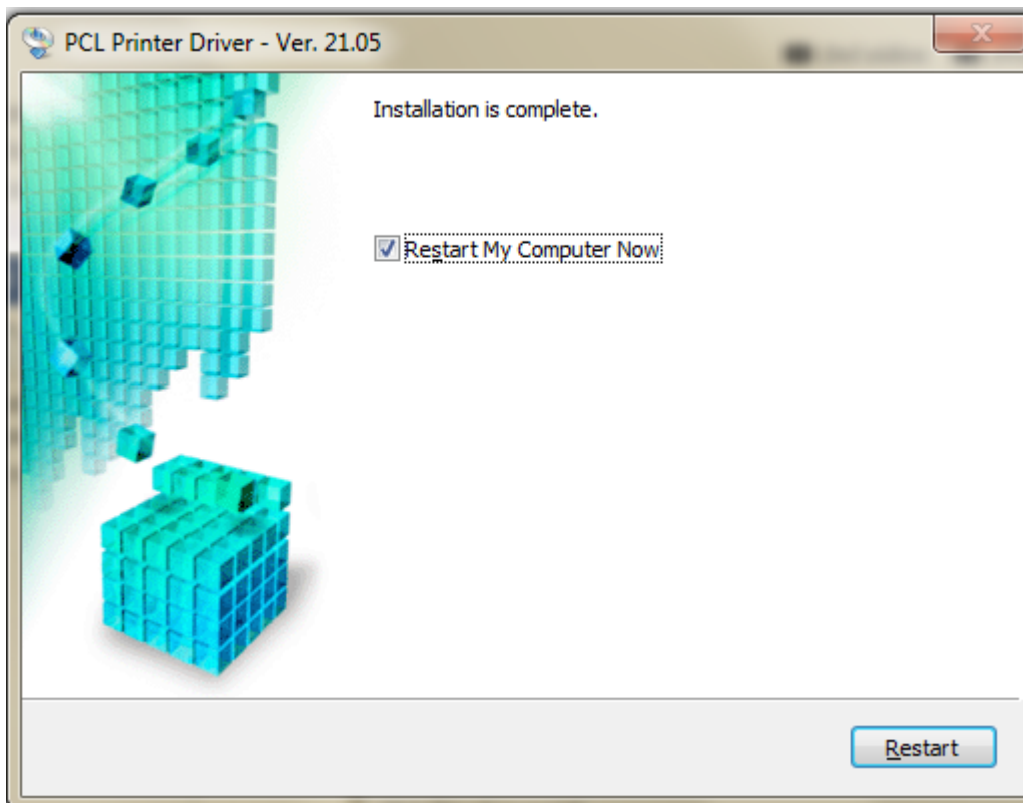 PCL Printer Driver - Ver. 21.05
Installation is complete.
Restart My Computer Now
Restart